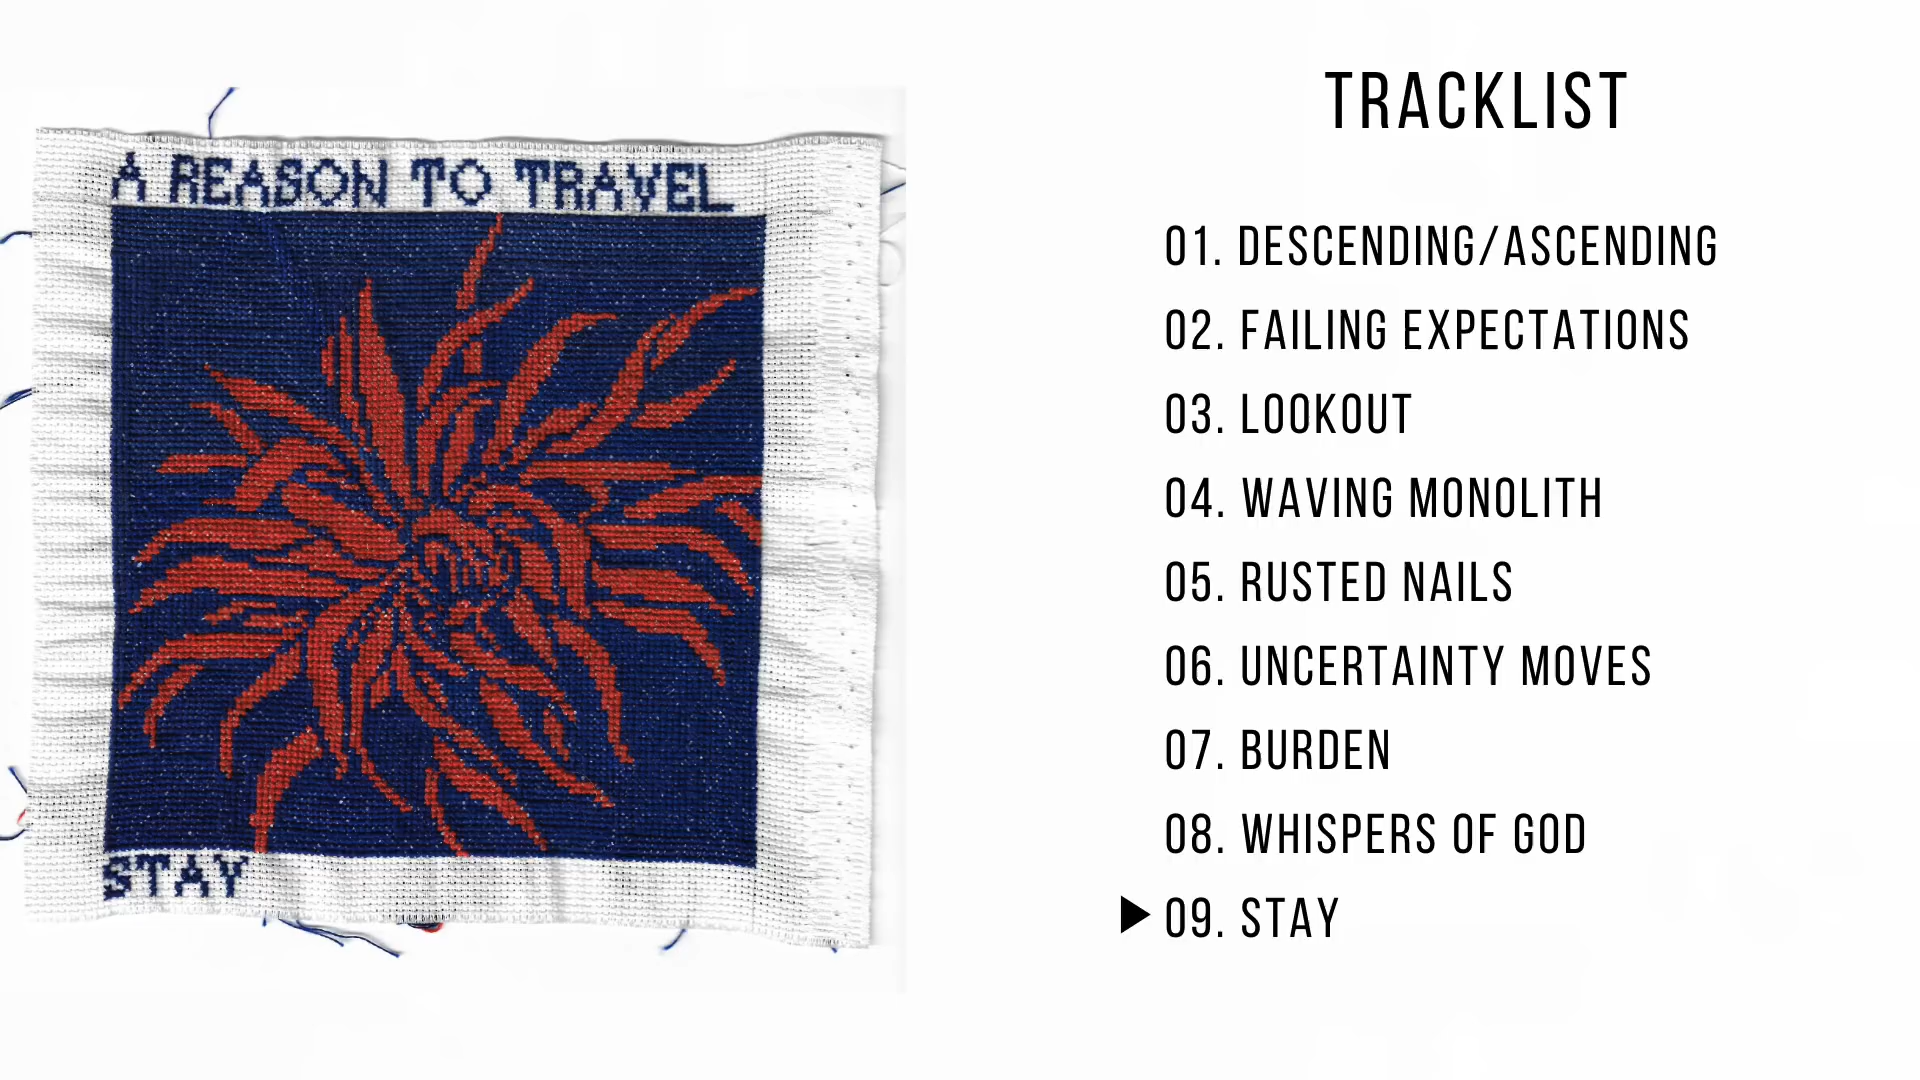 A REASON TO TRAVEL
STAY
TRACKLIST
01. DESCENDING/ASCENDING
02. FAILING EXPECTATIONS
03. LOOKOUT
04. WAVING MONOLITH
05. RUSTED NAILS
06. UNCERTAINTY MOVES
07. BURDEN
08. WHISPERS OF GOD
09. STAY